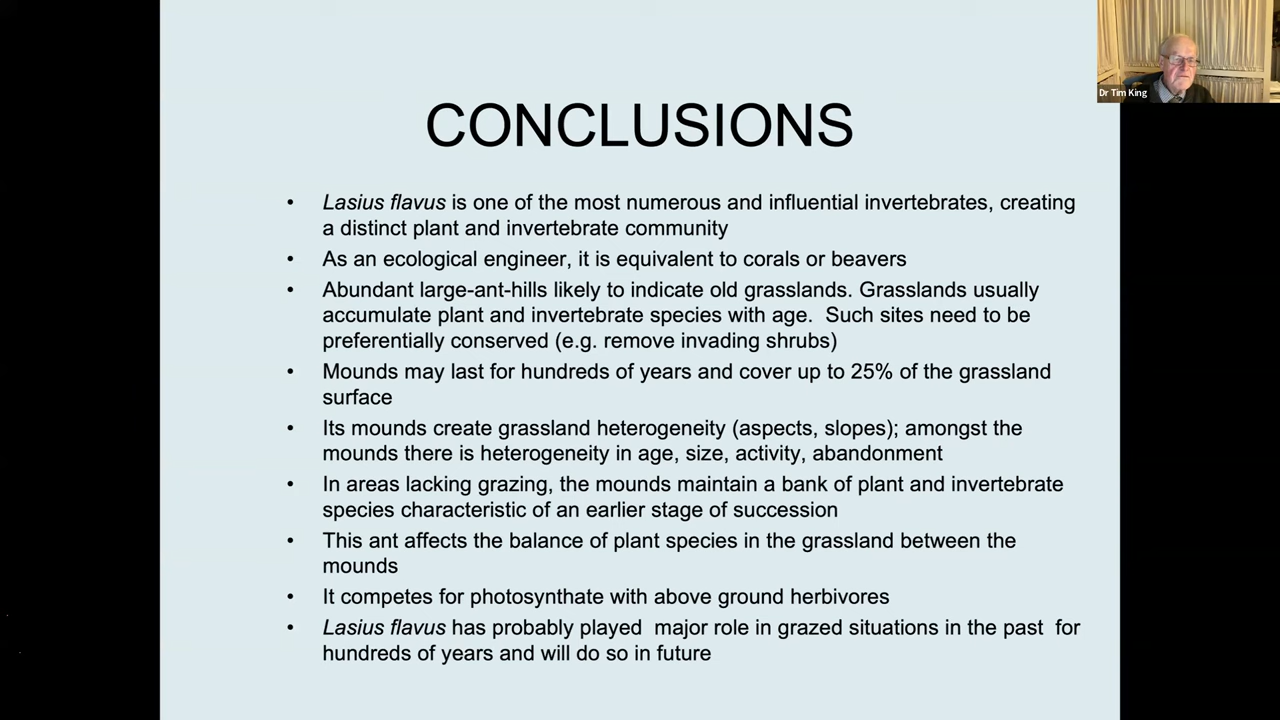 Dr Tim King
CONCLUSIONS
• Lasius flavus is one of the most numerous and influential invertebrates, creating
a distinct plant and invertebrate community
• As an ecological engineer, it is equivalent to corals or beavers
• Abundant large-ant-hills likely to indicate old grasslands. Grasslands usually
accumulate plant and invertebrate species with age.  Such sites need to be
preferentially conserved (e.g. remove invading shrubs)
• Mounds may last for hundreds of years and cover up to 25% of the grassland
surface
• Its mounds create grassland heterogeneity (aspects, slopes); amongst the
mounds there is heterogeneity in age, size, activity, abandonment
• In areas lacking grazing, the mounds maintain a bank of plant and invertebrate
species characteristic of an earlier stage of succession
• This ant affects the balance of plant species in the grassland between the
mounds
• It competes for photosynthate with above ground herbivores
• Lasius flavus has probably played  major role in grazed situations in the past  for
hundreds of years and will do so in future